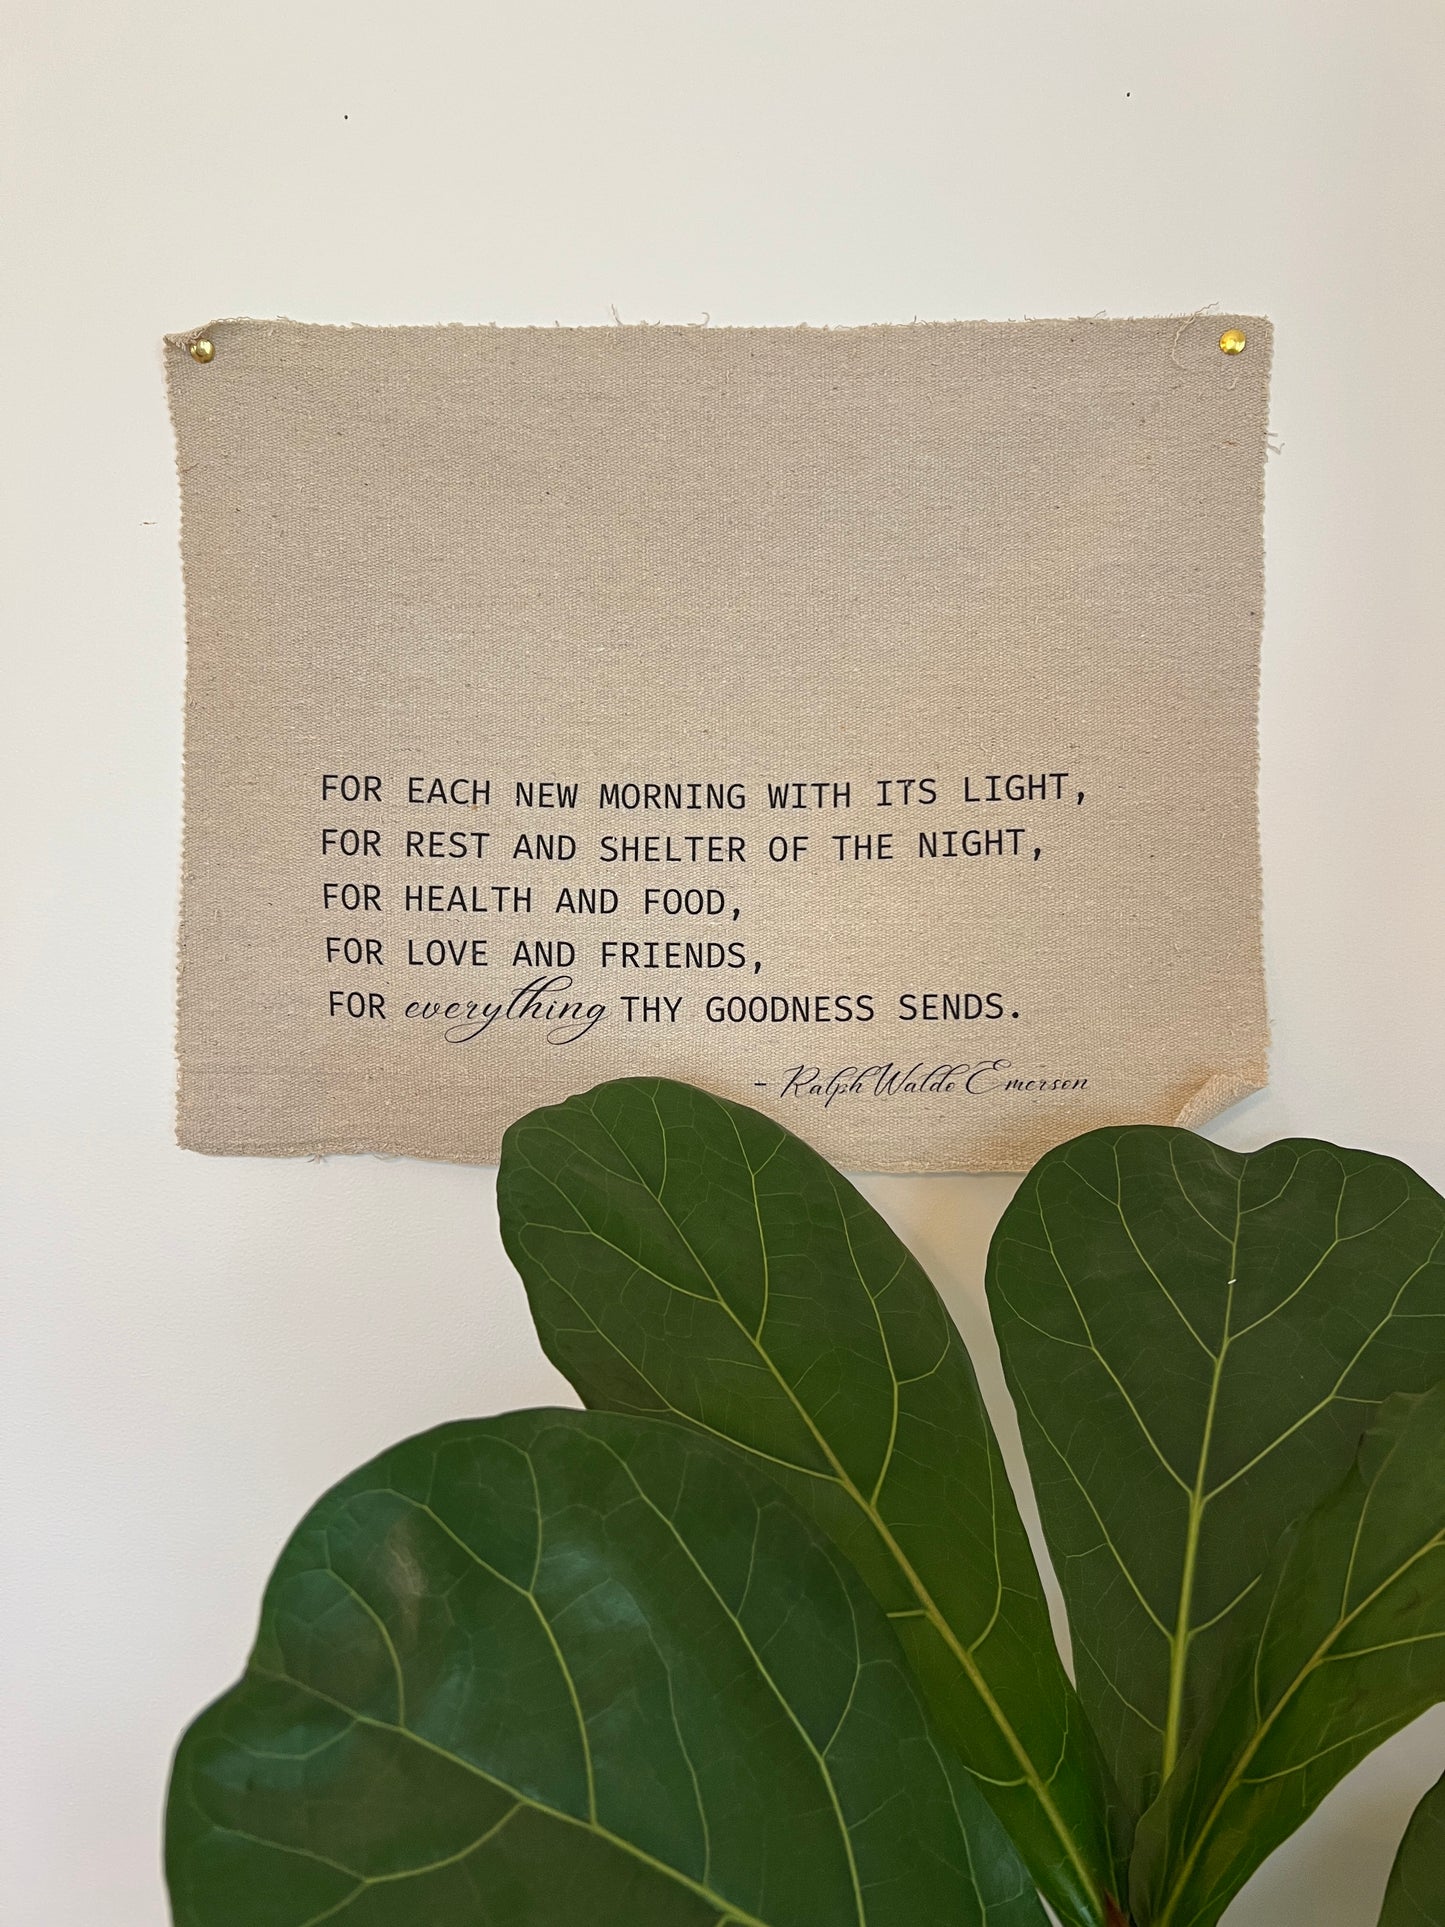 FOR EACH NEW MORNING WITH ITS LIGHT,
FOR REST AND SHELTER OF THE NIGHT,
FOR HEALTH AND FOOD,
FOR LOVE AND FRIENDS,
FOR everything THY GOODNESS SENDS.
- Ralph Waldo Emerson